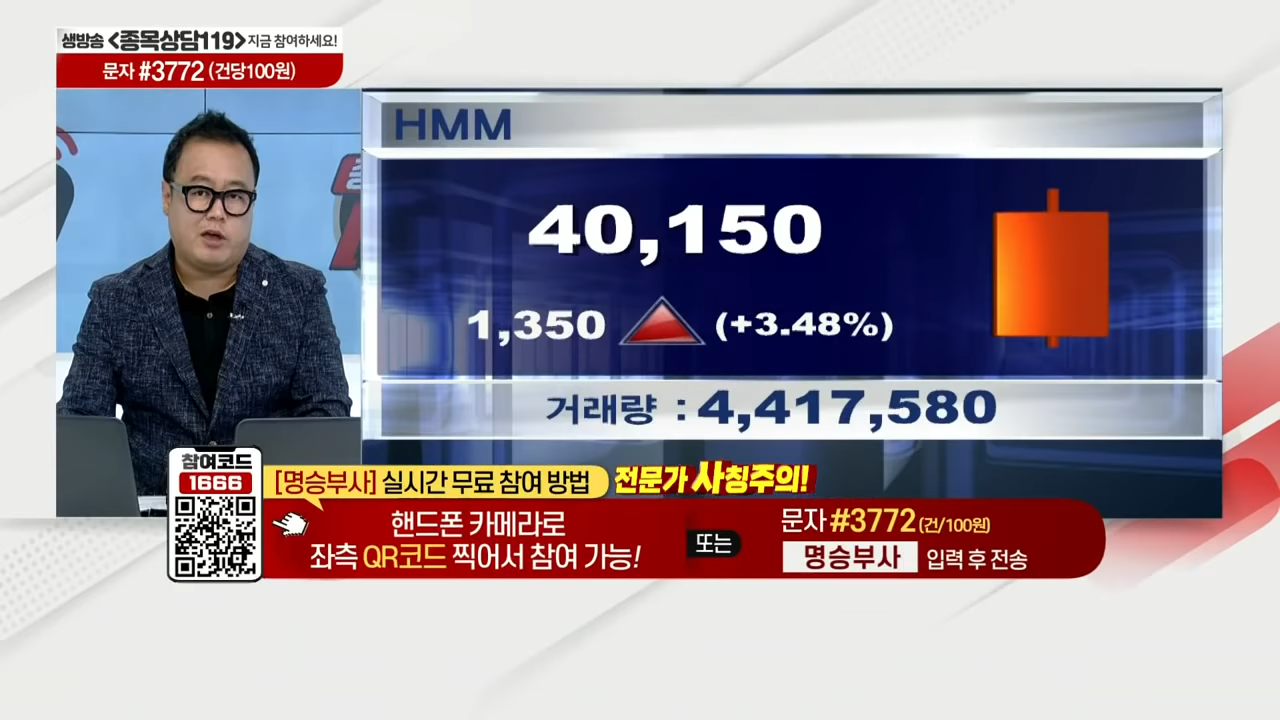 생방송 <종목상담119> 지금 참여하세요!
문자 #3772 (건당100원)
HMM
40,150
1,350 ▲ (+3.48%)
거래량 : 4,417,580
참여코드
1666
[명승부사] 실시간 무료 참여 방법
전문가 사칭주의!
핸드폰 카메라로
좌측 QR코드 찍어서 참여 가능!
또는
문자 #3772 (건/100원)
명승부사 입력 후 전송